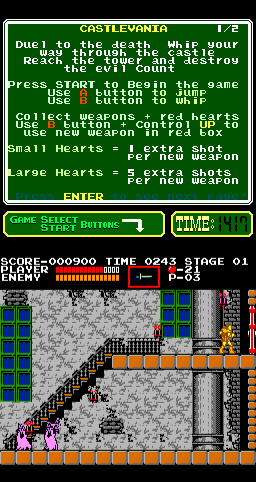 CASTLEVANIA 1/2
Duel to the death Whip your
way through the castle
Reach the tower and destroy
the evil Count
Press START to Begin the game
Use A button to jump
Use B button to whip
Collect weapons + red hearts
Use B button + Control UP to
use new weapon in red box
Small Hearts = 1 extra shot
per new weapon
Large Hearts = 5 extra shots
per new weapon
ENTER
GAME SELECT
START BUTTONS
TIME: 1417
SCORE-000900 TIME 0243 STAGE 01
PLAYER -21
ENEMY P-03